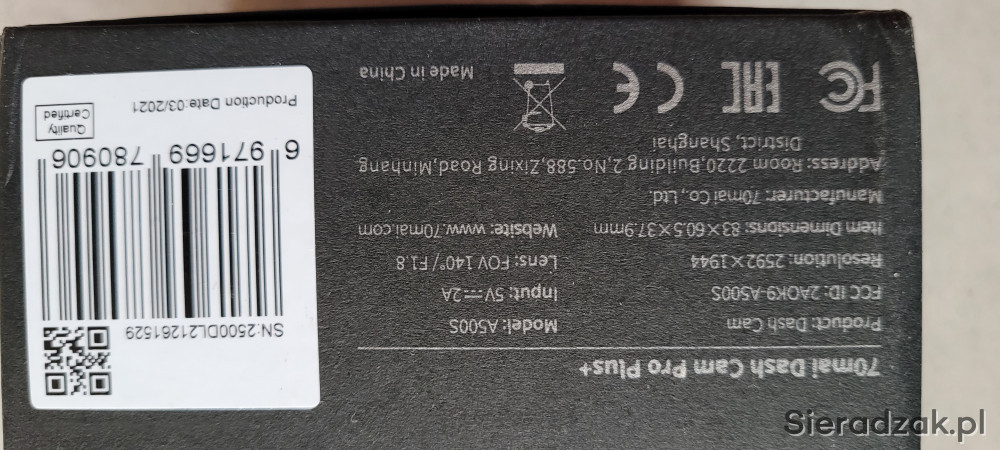 70mai Dash Cam Pro Plus+
Product: Dash Cam
Model: A500S
FCC ID: 2AOK9-A500S
Input: 5V⎓2A
Resolution: 2592×1944
Lens: FOV 140°/ F1.8
Item Dimensions: 83×60.5×37.9mm
Website: www.70mai.com
Manufacturer: 70mai Co., Ltd.
Address: Room 2220,Building 2,No.588,Zixing Road,Minhang
District, Shanghai
FC EAC CE
Made in China
SN:2500DL21261529
6 971669 780906
Quality
Certified
Production Date:03/2021
Sieradzak.pl